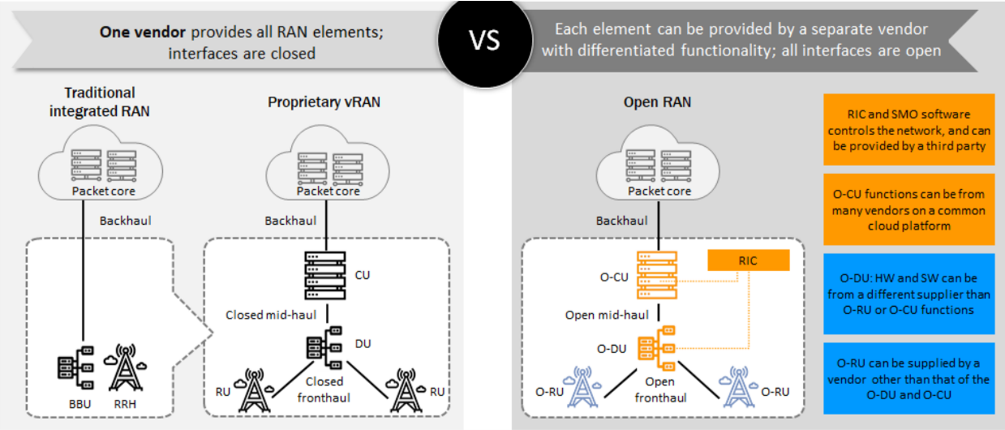 One vendor provides all RAN elements;
interfaces are closed
VS
Each element can be provided by a separate vendor
with differentiated functionality; all interfaces are open
Traditional
integrated RAN
Packet core
Backhaul
BBU
RRH
Proprietary vRAN
Packet core
Backhaul
CU
Closed mid-haul
DU
RU
Closed
fronthaul
RU
Open RAN
Packet core
Backhaul
RIC
O-CU
Open mid-haul
O-DU
O-RU
Open
fronthaul
O-RU
RIC and SMO software
controls the network, and can
be provided by a third party
O-CU functions can be from
many vendors on a common
cloud platform
O-DU: HW and SW can be
from a different supplier than
O-RU or O-CU functions
O-RU can be supplied by a
vendor other than that of the
O-DU and O-CU